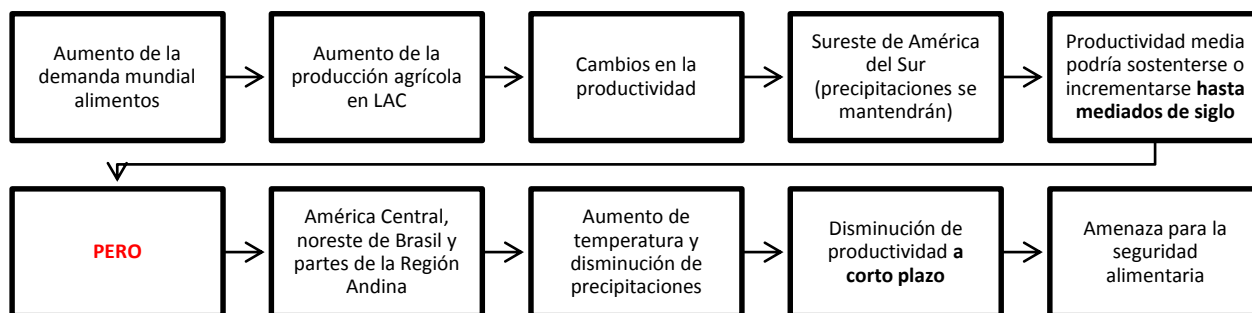 Aumento de la
demanda mundial
alimentos
Aumento de la
producción agrícola
en LAC
Cambios en la
productividad
Sureste de América
del Sur
(precipitaciones se
mantendrán)
Productividad media
podría sostenterse o
incrementarse hasta
mediados de siglo
PERO
América Central,
noreste de Brasil y
partes de la Región
Andina
Aumento de
temperatura y
disminución de
precipitaciones
Disminución de
productividad a
corto plazo
Amenaza para la
seguridad
alimentaria